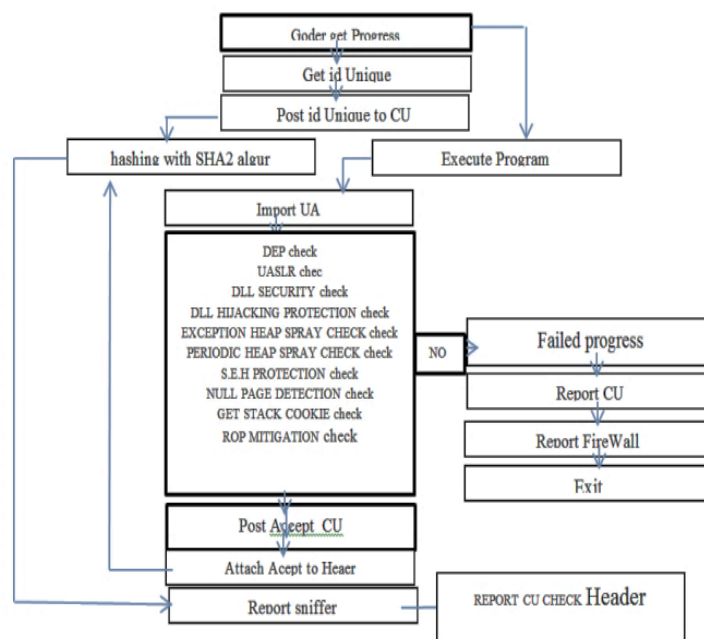 Goder get Progress
Get id Unique
Post id Unique to CU
hashing with SHA2 algur
Execute Program
Import UA
DEP check
UASLR chec
DLL SECURITY check
DLL HIJACKING PROTECTION check
EXCEPTION HEAP SPRAY CHECK check
PERIODIC HEAP SPRAY CHECK check
S.E.H PROTECTION check
NULL PAGE DETECTION check
GET STACK COOKIE check
ROP MITIGATION check
NO
Failed progress
Report CU
Report FireWall
Exit
Post Accept CU
Attach Acept to Heaer
Report sniffer
REPORT CU CHECK Header